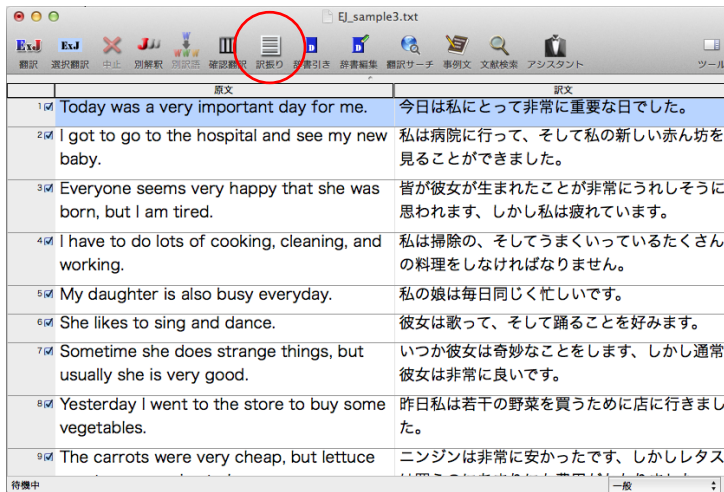 EJ_sample3.txt
ExJ ExJ JJJ
翻訳 選択翻訳 中止 別解釈 別訳語 確認翻訳 訳振り 辞書引き 辞書編集 翻訳サーチ 事例文 文献検索 アシスタント ツール
原文 訳文
1 Today was a very important day for me. 今日は私にとって非常に重要な日でした。
2 I got to go to the hospital and see my new 私は病院に行って、そして私の新しい赤ん坊を
baby. 見ることができました。
3 Everyone seems very happy that she was 皆が彼女が生まれたことが非常にうれしそうに
born, but I am tired. 思われます、しかし私は疲れています。
4 I have to do lots of cooking, cleaning, and 私は掃除の、そしてうまくいっているたくさん
working. の料理をしなければなりません。
5 My daughter is also busy everyday. 私の娘は毎日同じく忙しいです。
6 She likes to sing and dance. 彼女は歌って、そして踊ることを好みます。
7 Sometime she does strange things, but いつか彼女は奇妙なことをします、しかし通常
usually she is very good. 彼女は非常に良いです。
8 Yesterday I went to the store to buy some 昨日私は若干の野菜を買うために店に行きまし
vegetables. た。
9 The carrots were very cheap, but lettuce ニンジンは非常に安かったです、しかしレタス
待機中 一般